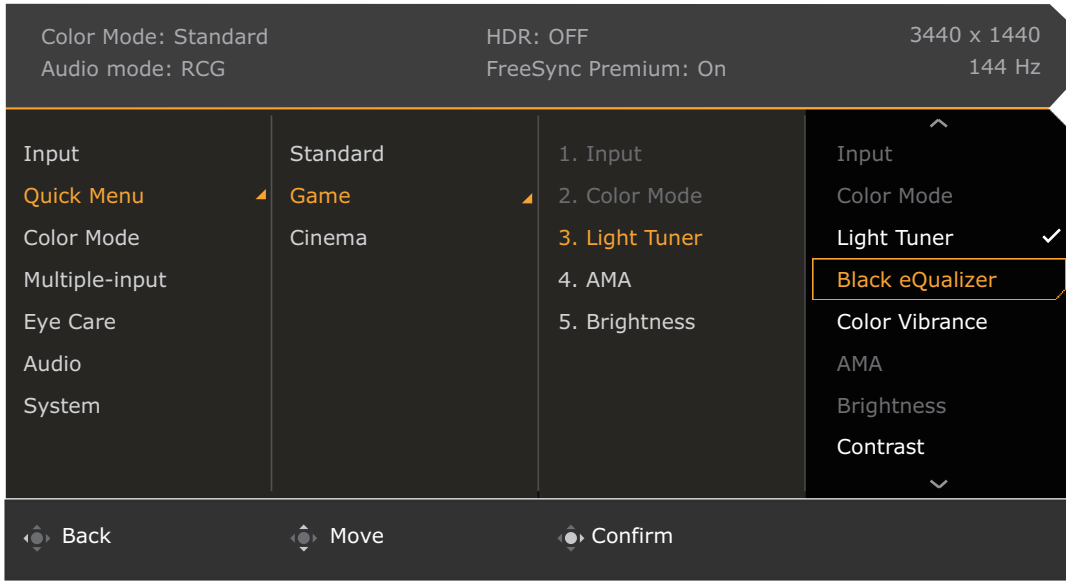 Color Mode: Standard
HDR: OFF
3440 x 1440
Audio mode: RCG
FreeSync Premium: On
144 Hz
Input
Quick Menu
Color Mode
Multiple-input
Eye Care
Audio
System
Standard
Game
Cinema
1. Input
2. Color Mode
3. Light Tuner
4. AMA
5. Brightness
Input
Color Mode
Light Tuner
Black eQualizer
Color Vibrance
AMA
Brightness
Contrast
Back
Move
Confirm